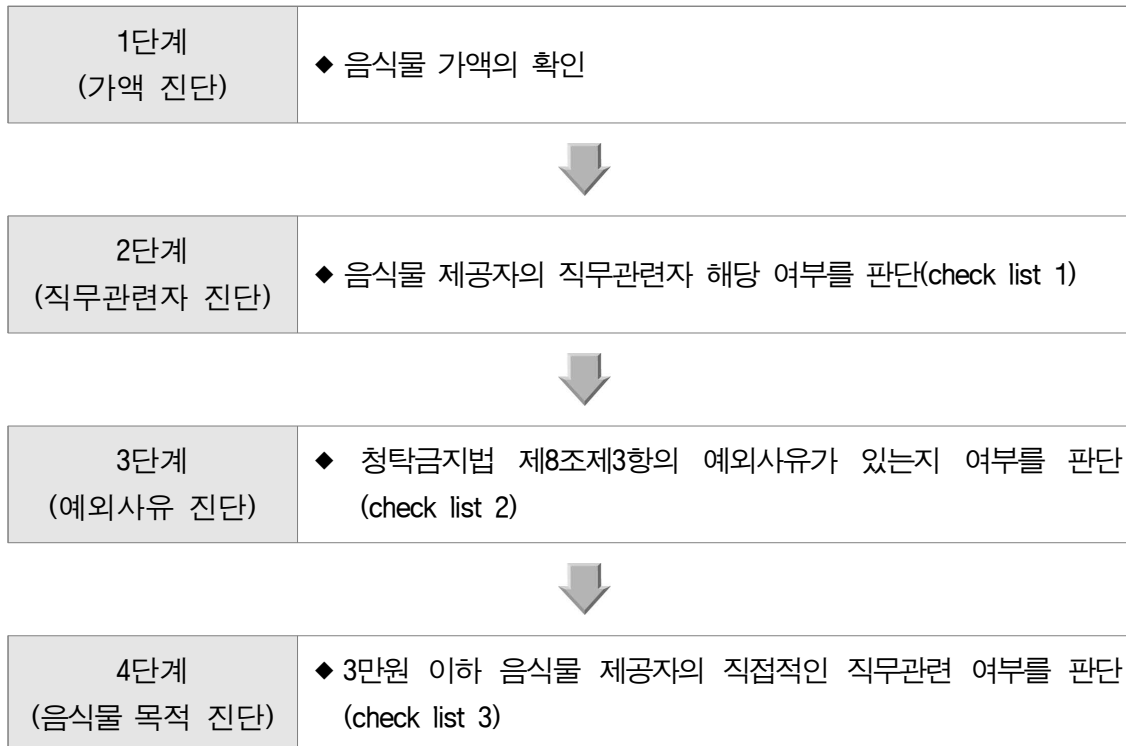 1단계
(가액 진단)
◆ 음식물 가액의 확인
2단계
(직무관련자 진단)
◆ 음식물 제공자의 직무관련자 해당 여부를 판단(check list 1)
3단계
(예외사유 진단)
◆ 청탁금지법 제8조제3항의 예외사유가 있는지 여부를 판단
(check list 2)
4단계
(음식물 목적 진단)
◆ 3만원 이하 음식물 제공자의 직접적인 직무관련 여부를 판단
(check list 3)